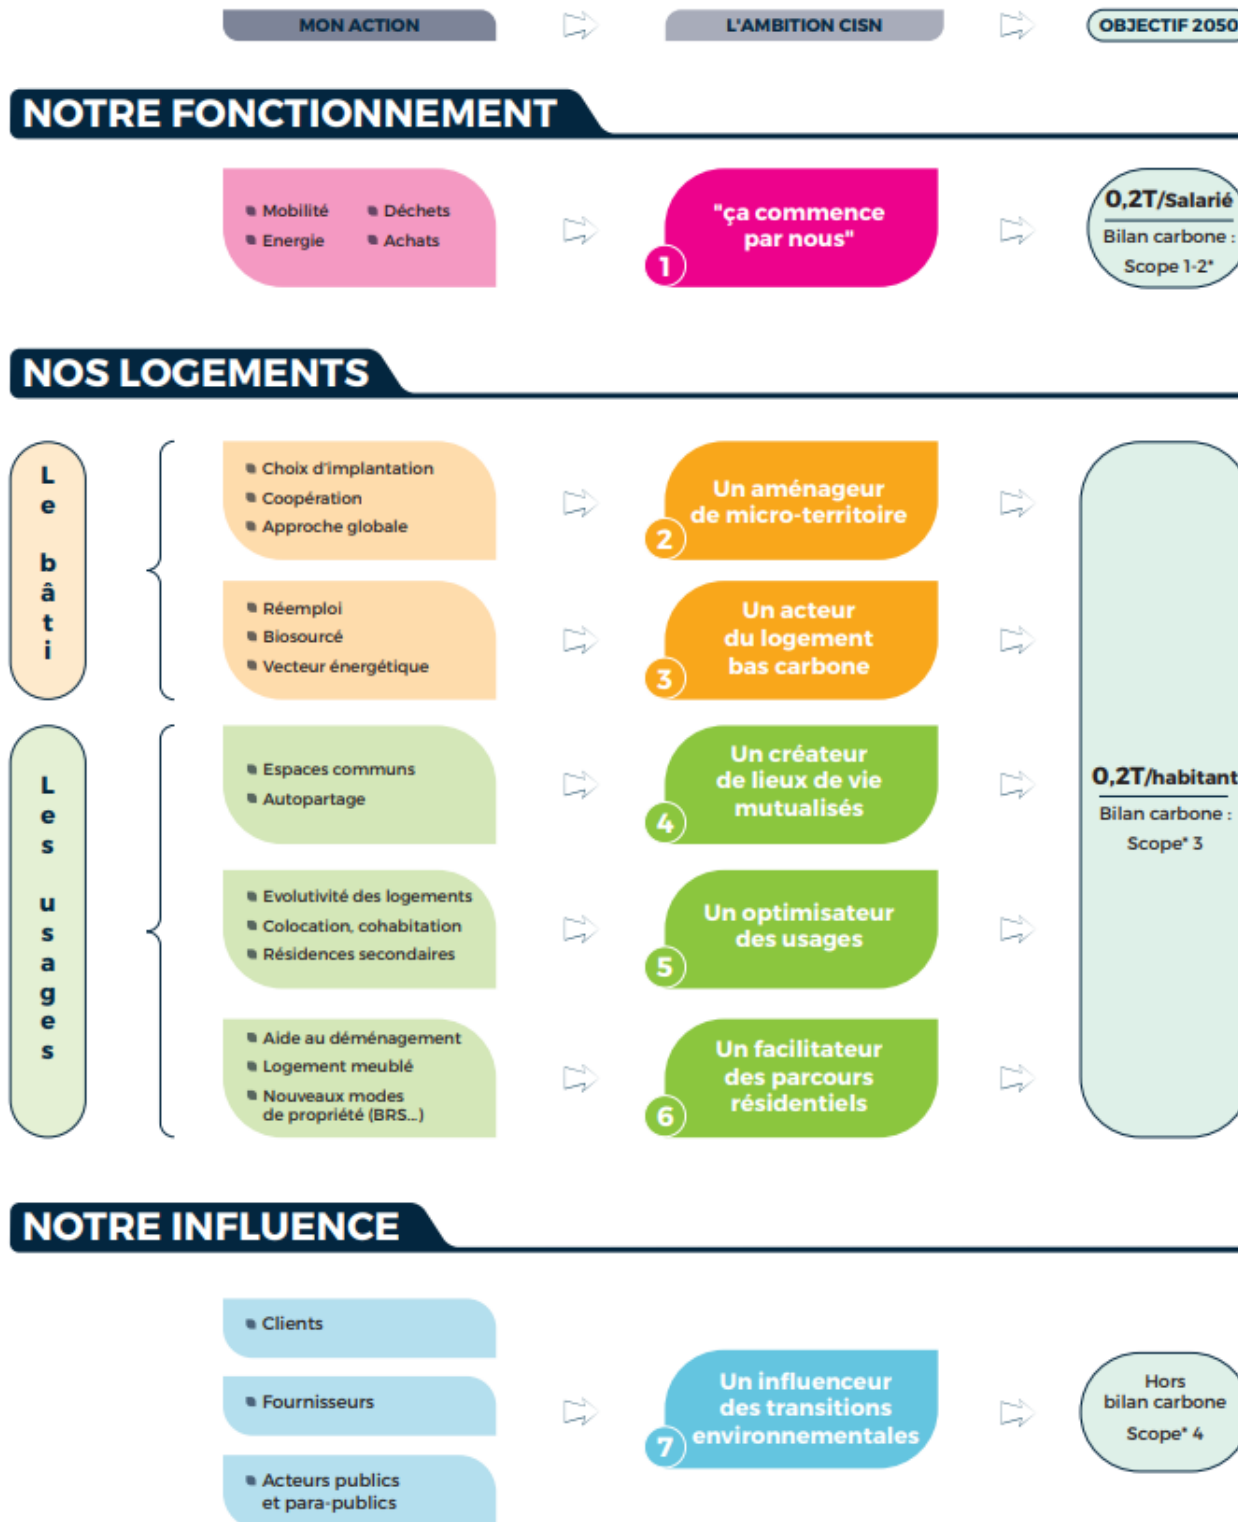 MON ACTION
L'AMBITION CISN
OBJECTIF 2050
NOTRE FONCTIONNEMENT
Mobilité
Déchets
Energie
Achats
"ça commence
par nous"
1
0,2T/Salarié
Bilan carbone :
Scope 1-2*
NOS LOGEMENTS
Le bâti
Choix d'implantation
Coopération
Approche globale
Un aménageur
de micro-territoire
2
Réemploi
Biosourcé
Vecteur énergétique
Un acteur
du logement
bas carbone
3
Les usages
Espaces communs
Autopartage
Un créateur
de lieux de vie
mutualisés
4
Evolutivité des logements
Colocation, cohabitation
Résidences secondaires
Un optimisateur
des usages
5
Aide au déménagement
Logement meublé
Nouveaux modes
de propriété (BRS...)
Un facilitateur
des parcours
résidentiels
6
0,2T/habitant
Bilan carbone :
Scope* 3
NOTRE INFLUENCE
Clients
Fournisseurs
Acteurs publics
et para-publics
Un influenceur
des transitions
environnementales
7
Hors
bilan carbone
Scope* 4